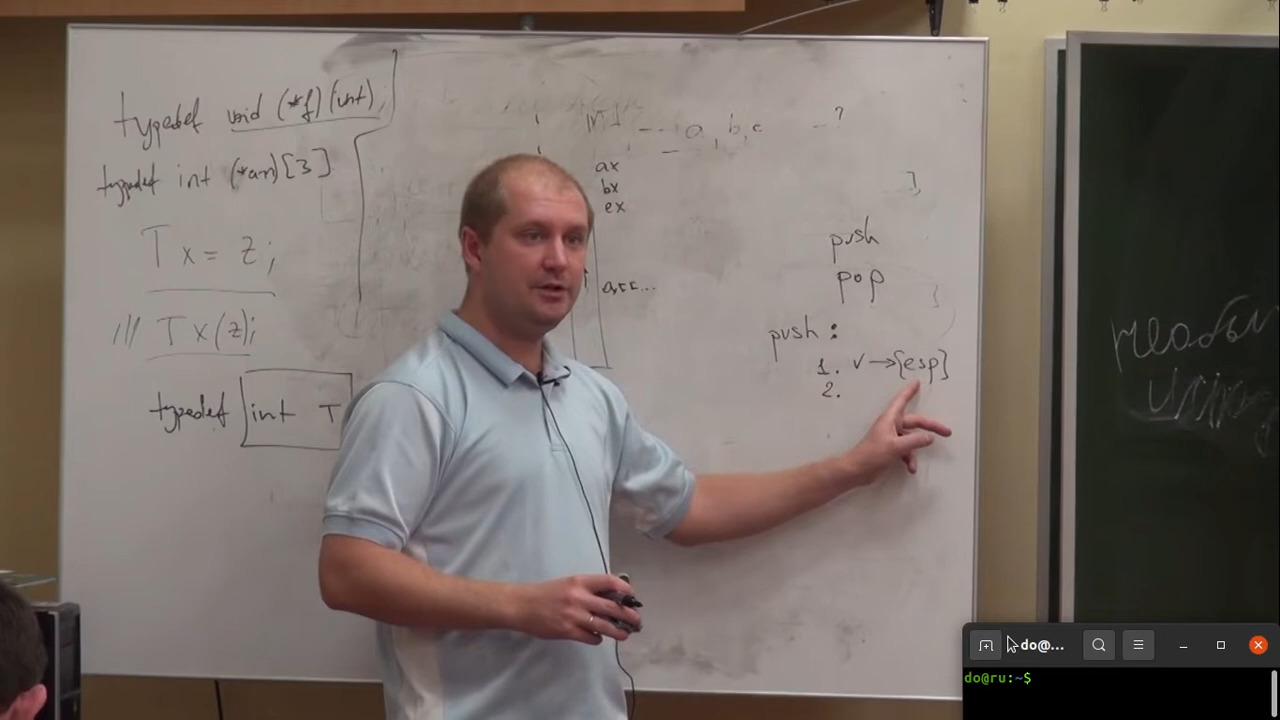 typedef void (*f)(int);
typedef int (*an)[3]
T x = z;
/// T x(z);
typedef int T
a, b, c ?
ax
bx
ex
push
pop
push :
1. v →[esp]
2.
do@...
do@ru:~$